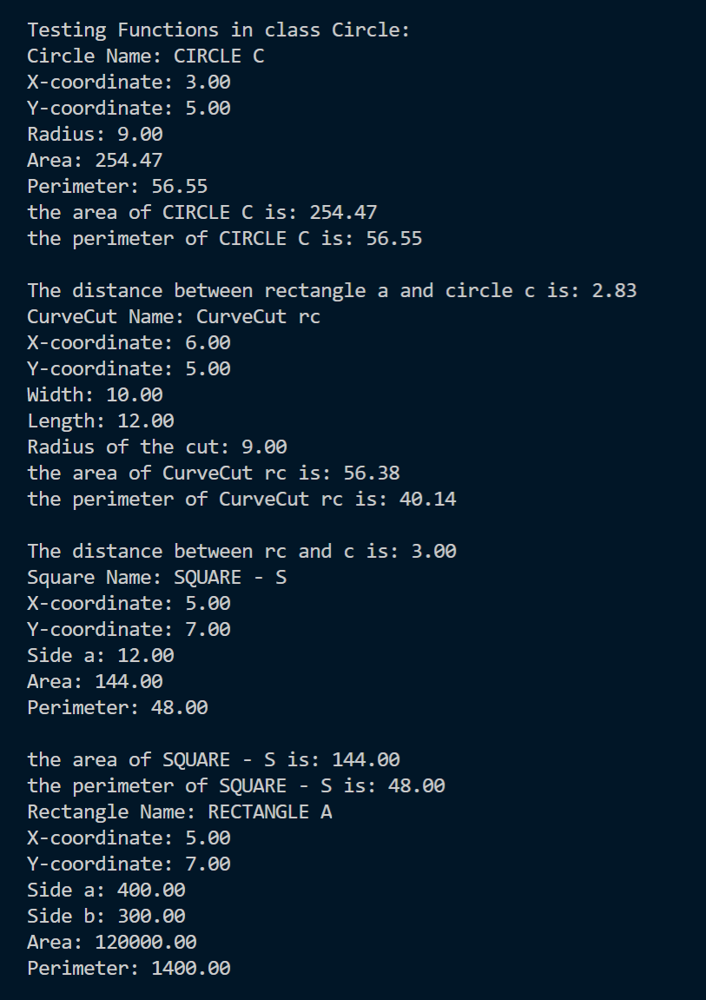 Testing Functions in class Circle:
Circle Name: CIRCLE C
X-coordinate: 3.00
Y-coordinate: 5.00
Radius: 9.00
Area: 254.47
Perimeter: 56.55
the area of CIRCLE C is: 254.47
the perimeter of CIRCLE C is: 56.55
The distance between rectangle a and circle c is: 2.83
CurveCut Name: CurveCut rc
X-coordinate: 6.00
Y-coordinate: 5.00
Width: 10.00
Length: 12.00
Radius of the cut: 9.00
the area of CurveCut rc is: 56.38
the perimeter of CurveCut rc is: 40.14
The distance between rc and c is: 3.00
Square Name: SQUARE - S
X-coordinate: 5.00
Y-coordinate: 7.00
Side a: 12.00
Area: 144.00
Perimeter: 48.00
the area of SQUARE - S is: 144.00
the perimeter of SQUARE - S is: 48.00
Rectangle Name: RECTANGLE A
X-coordinate: 5.00
Y-coordinate: 7.00
Side a: 400.00
Side b: 300.00
Area: 120000.00
Perimeter: 1400.00